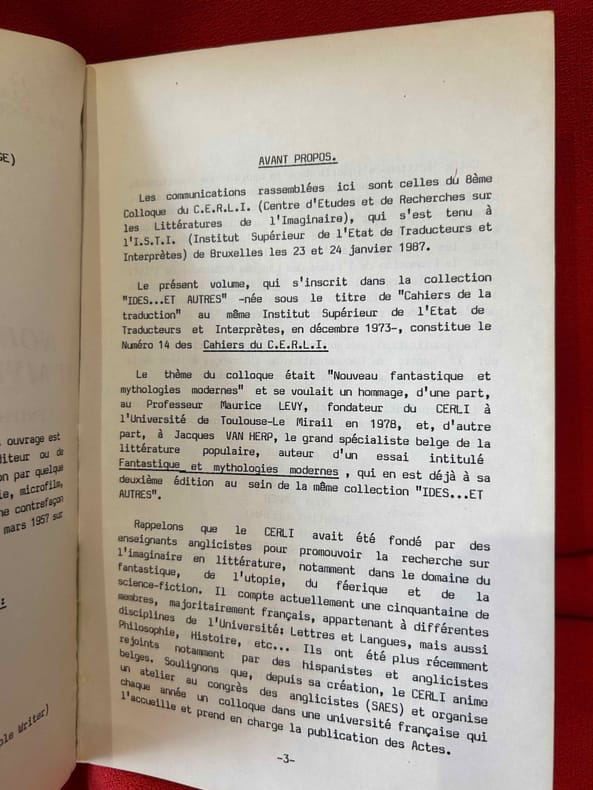 GE)
ouvrage est
diteur ou de
on par quelque
ie, microfilm,
ne contrefaçon
mars 1957 sur
ple Writer)
AVANT PROPOS.
Les communications rassemblées ici sont celles du 8ème
Colloque du C.E.R.L.I. (Centre d'Etudes et de Recherches sur
les Littératures de l'Imaginaire), qui s'est tenu à
l'I.S.T.I. (Institut Supérieur de l'Etat de Traducteurs et
Interprètes) de Bruxelles les 23 et 24 janvier 1987.
Le présent volume, qui s'inscrit dans la collection
"IDES...ET AUTRES" -née sous le titre de "Cahiers de la
traduction" au même Institut Supérieur de l'Etat de
Traducteurs et Interprètes, en décembre 1973-, constitue le
Numéro 14 des Cahiers du C.E.R.L.I.
Le thème du colloque était "Nouveau fantastique et
mythologies modernes" et se voulait un hommage, d'une part,
au Professeur Maurice LEVY, fondateur du CERLI à
l'Université de Toulouse-Le Mirail en 1978, et, d'autre
part, à Jacques VAN HERP, le grand spécialiste belge de la
littérature populaire, auteur d'un essai intitulé
Fantastique et mythologies modernes, qui en est déjà à sa
deuxième édition au sein de la même collection "IDES...ET
AUTRES".
Rappelons que le CERLI avait été fondé par des
enseignants anglicistes pour promouvoir la recherche sur
l'imaginaire en littérature, notamment dans le domaine du
fantastique, de l'utopie, du féerique et de la
science-fiction. Il compte actuellement une cinquantaine de
membres, majoritairement français, appartenant à différentes
disciplines de l'Université: Lettres et Langues, mais aussi
Philosophie, Histoire, etc... Ils ont été plus récemment
rejoints notamment par des hispanistes et anglicistes
belges. Soulignons que, depuis sa création, le CERLI anime
un atelier au congrès des anglicistes (SAES) et organise
chaque année un colloque dans une université française qui
l'accueille et prend en charge la publication des Actes.
-3-